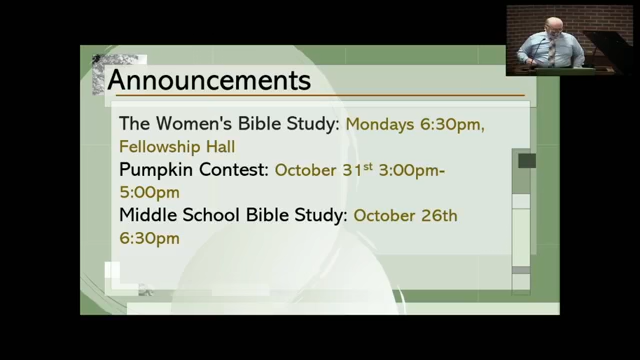 Announcements
The Women's Bible Study: Mondays 6:30pm,
Fellowship Hall
Pumpkin Contest: October 31st 3:00pm-
5:00pm
Middle School Bible Study: October 26th
6:30pm